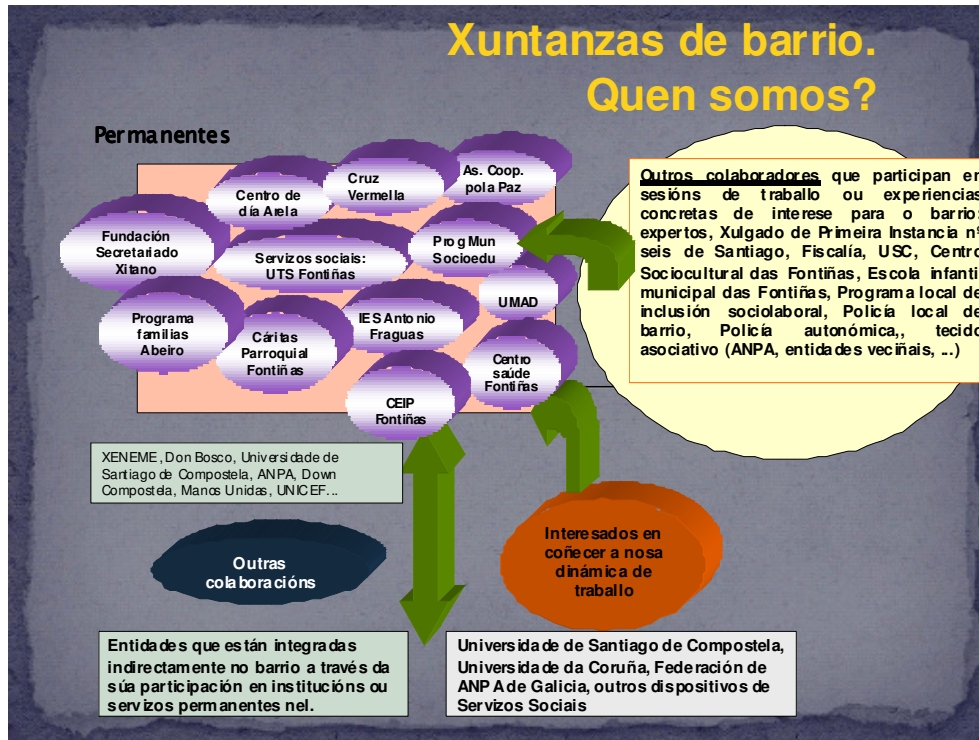 Xuntanzas de barrio.
Quen somos?
Permanentes
Cruz
Vermella
As. Coop.
pola Paz
Centro de
día Arela
Fundación
Secretariado
Xitano
Servizos sociais:
UTS Fontiñas
Prog Mun
Socioedu
UMAD
Programa
familias
Abeiro
Cáritas
Parroquial
Fontiñas
IES Antonio
Fraguas
Centro
saúde
Fontiñas
CEIP
Fontiñas
Outros colaboradores que participan en
sesións de traballo ou experiencias
concretas de interese para o barrio:
expertos, Xulgado de Primeira Instancia nº
seis de Santiago, Fiscalía, USC, Centro
Sociocultural das Fontiñas, Escola infanti
municipal das Fontiñas, Programa local de
inclusión sociolaboral, Policía local de
barrio, Policía autonómica,, tecido
asociativo (ANPA, entidades veciñais, ...)
XENEME, Don Bosco, Universidade de
Santiago de Compostela, ANPA, Down
Compostela, Manos Unidas, UNICEF...
Outras
colaboracións
Interesados en
coñecer a nosa
dinámica de
traballo
Entidades que están integradas
indirectamente no barrio a través da
súa participación en institucións ou
servizos permanentes nel.
Universidade de Santiago de Compostela,
Universidade da Coruña, Federación de
ANPA de Galicia, outros dispositivos de
Servizos Sociais